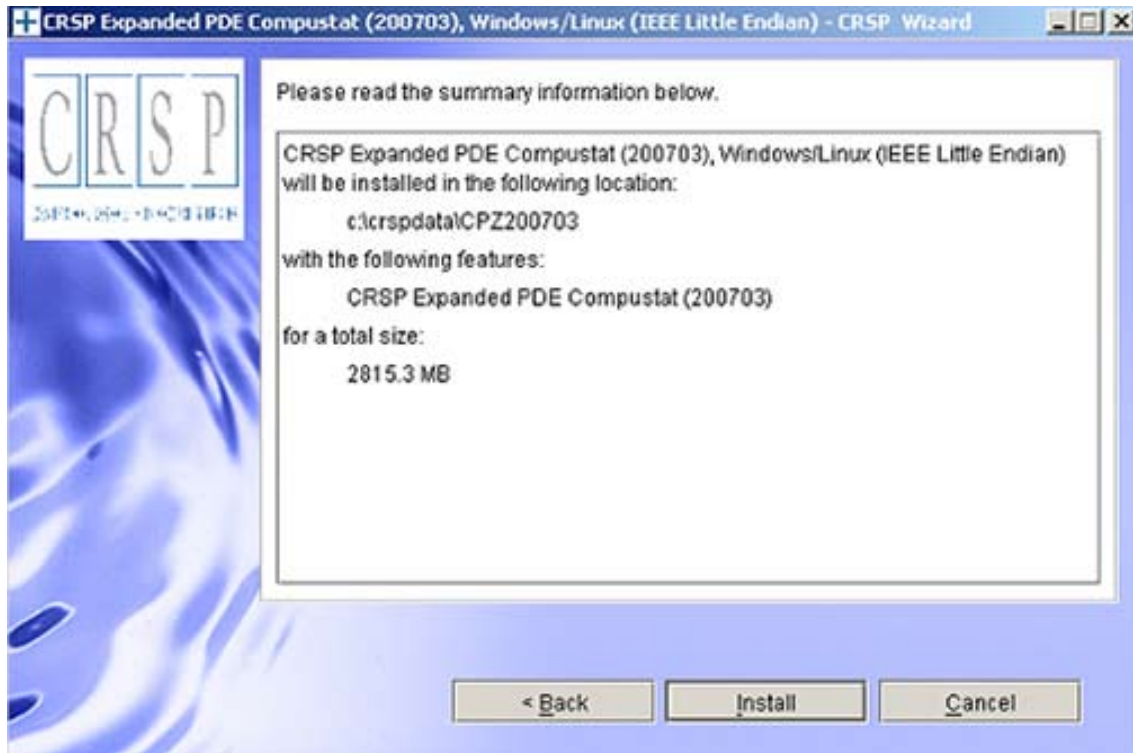 CRSP Expanded PDE Compustat (200703), Windows/Linux (IEEE Little Endian) - CRSP Wizard
CRSP
Please read the summary information below.
CRSP Expanded PDE Compustat (200703), Windows/Linux (IEEE Little Endian)
will be installed in the following location:
c:\crspdata\CPZ200703
with the following features:
CRSP Expanded PDE Compustat (200703)
for a total size:
2815.3 MB
< Back
Install
Cancel